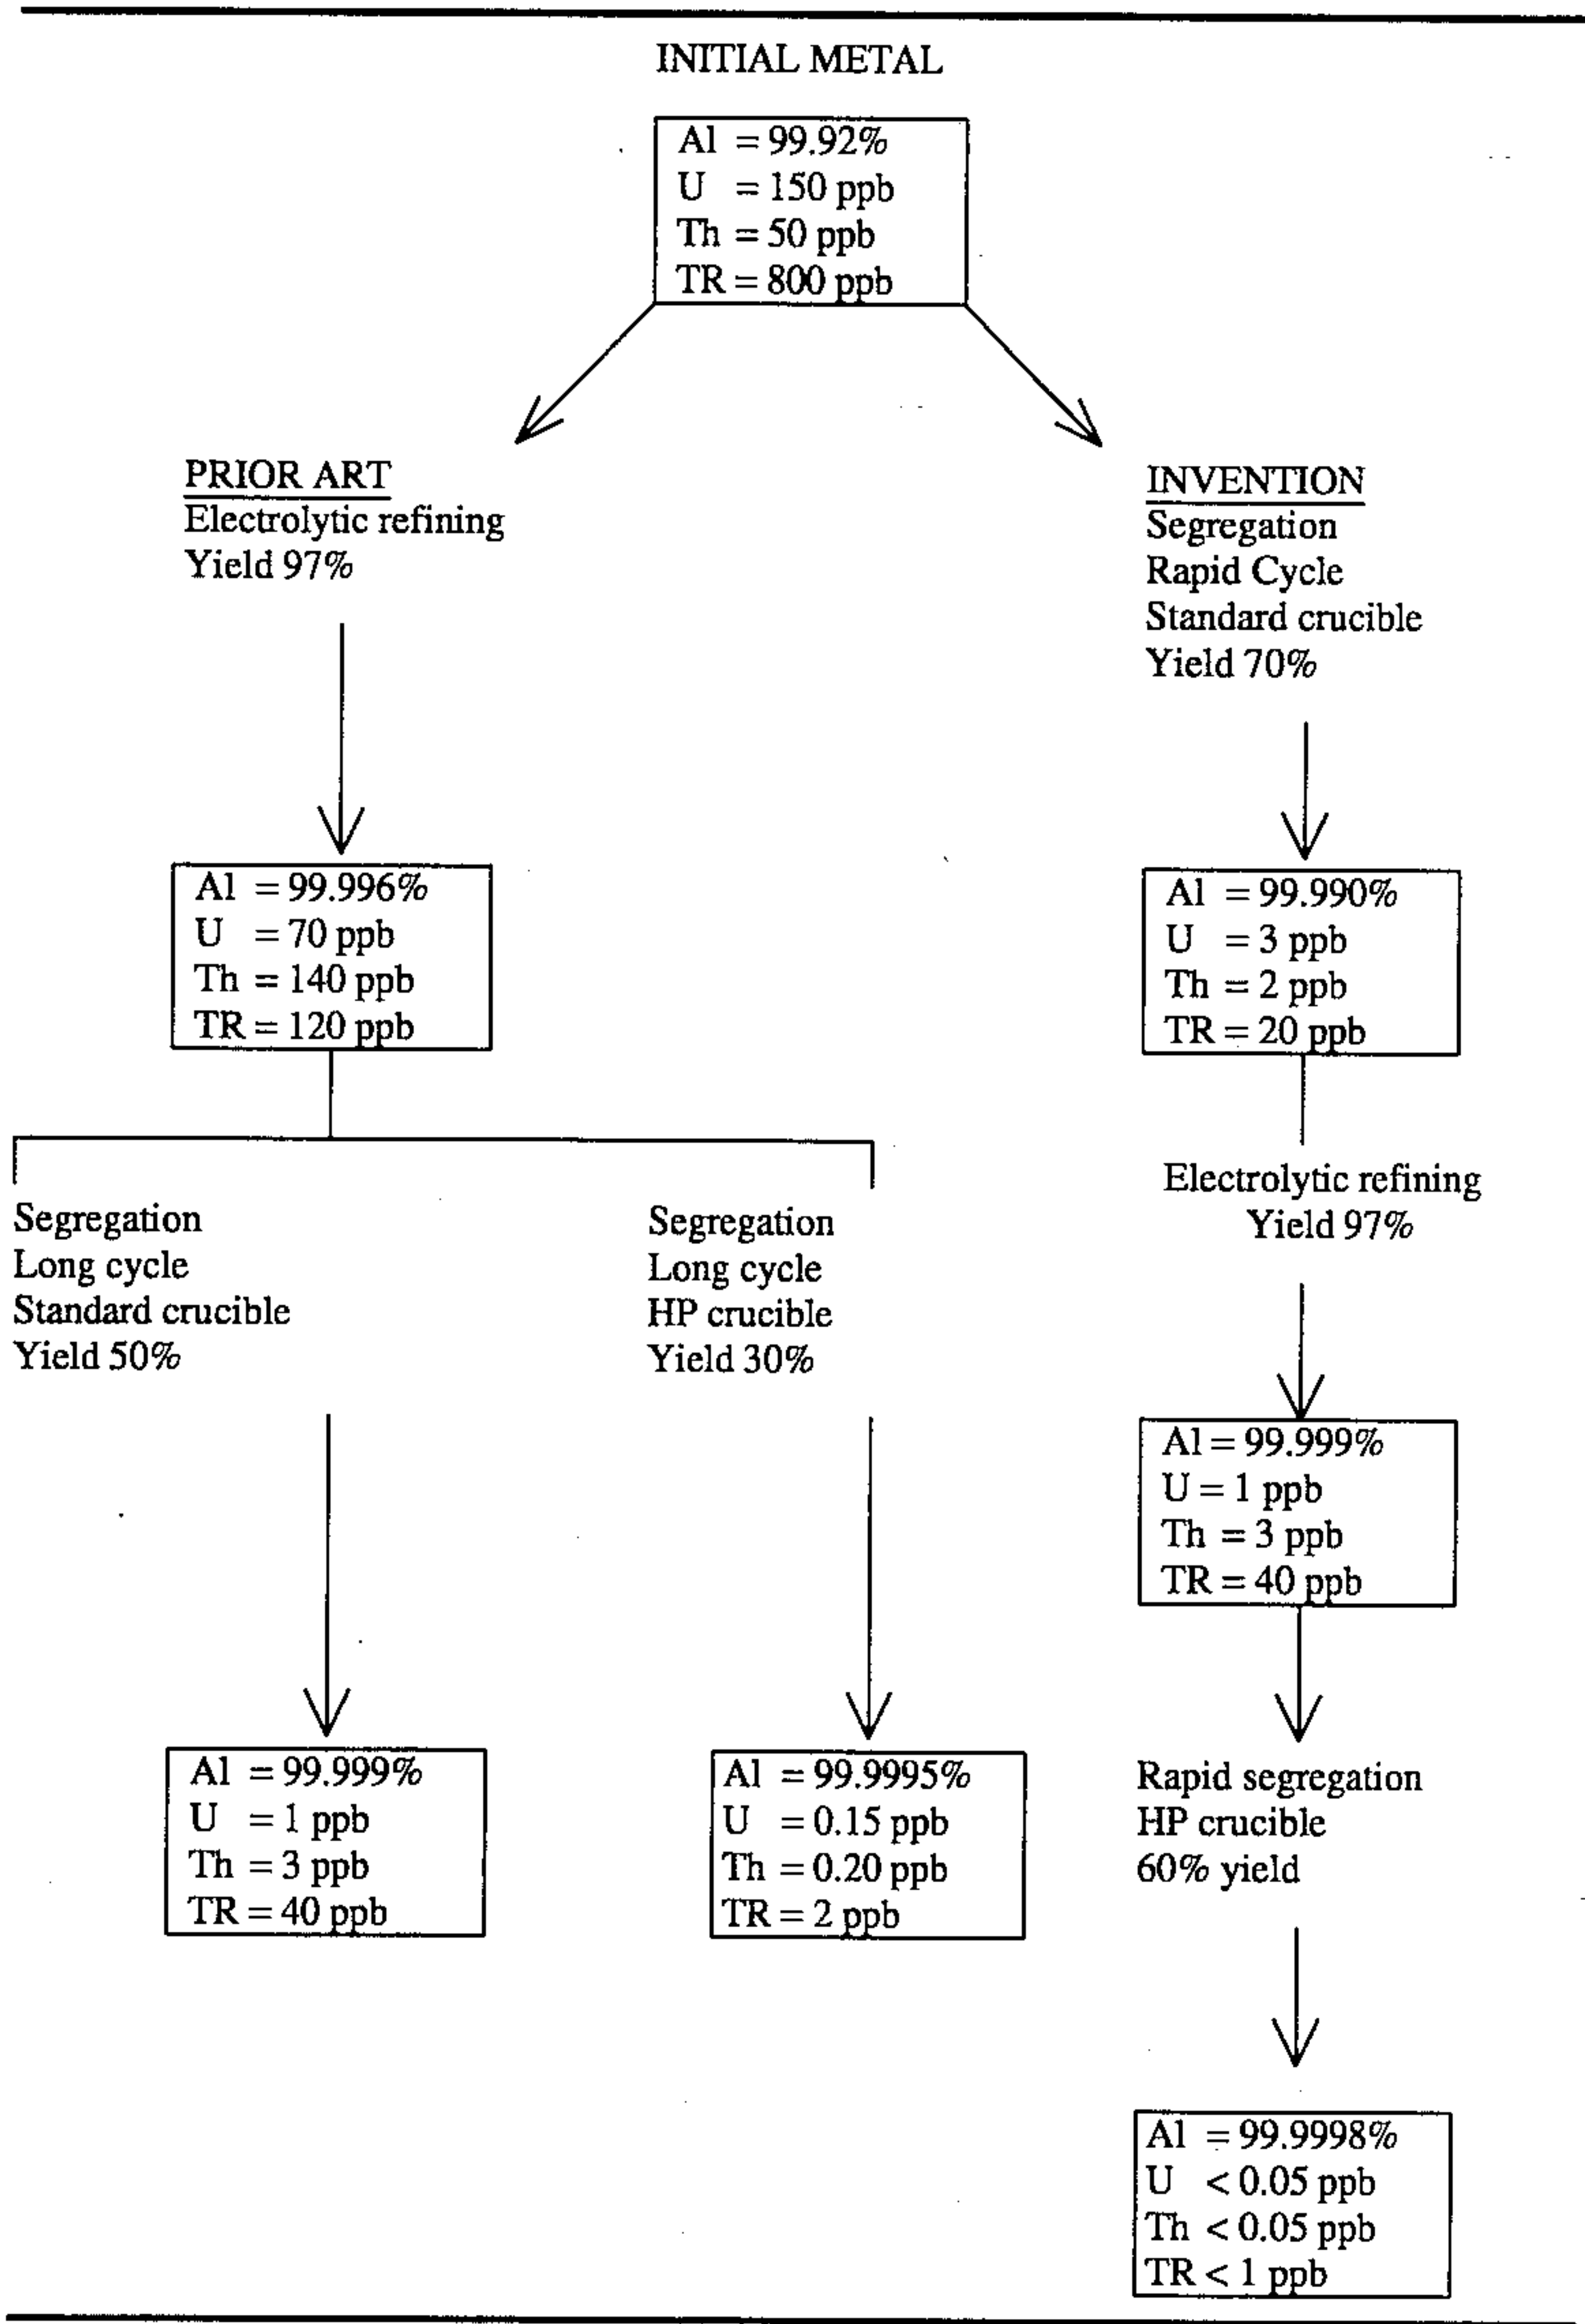 INITIAL METAL
Al = 99.92%
U = 150 ppb
Th = 50 ppb
TR = 800 ppb
PRIOR ART
Electrolytic refining
Yield 97%
INVENTION
Segregation
Rapid Cycle
Standard crucible
Yield 70%
Al = 99.996%
U = 70 ppb
Th = 140 ppb
TR = 120 ppb
Al = 99.990%
U = 3 ppb
Th = 2 ppb
TR = 20 ppb
Segregation
Long cycle
Standard crucible
Yield 50%
Segregation
Long cycle
HP crucible
Yield 30%
Electrolytic refining
Yield 97%
Al = 99.999%
U = 1 ppb
Th = 3 ppb
TR = 40 ppb
Al = 99.999%
U = 1 ppb
Th = 3 ppb
TR = 40 ppb
Al = 99.9995%
U = 0.15 ppb
Th = 0.20 ppb
TR = 2 ppb
Rapid segregation
HP crucible
60% yield
Al = 99.9998%
U < 0.05 ppb
Th < 0.05 ppb
TR < 1 ppb